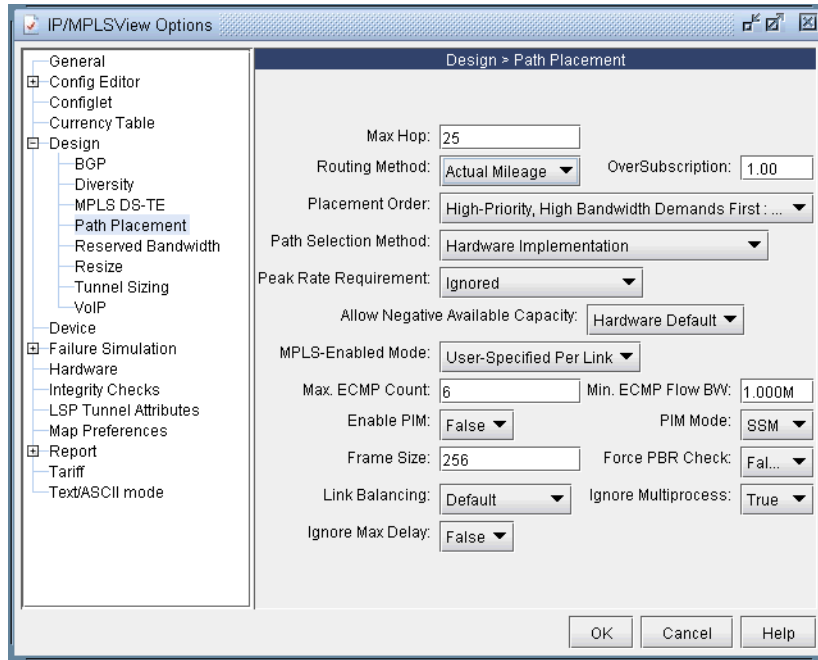 IP/MPLSView Options
General
Config Editor
Configlet
Currency Table
Design
BGP
Diversity
MPLS DS-TE
Path Placement
Reserved Bandwidth
Resize
Tunnel Sizing
VoIP
Device
Failure Simulation
Hardware
Integrity Checks
LSP Tunnel Attributes
Map Preferences
Report
Tariff
Text/ASCII mode
Design > Path Placement
Max Hop: 25
Routing Method: Actual Mileage OverSubscription: 1.00
Placement Order: High-Priority, High Bandwidth Demands First : ...
Path Selection Method: Hardware Implementation
Peak Rate Requirement: Ignored
Allow Negative Available Capacity: Hardware Default
MPLS-Enabled Mode: User-Specified Per Link
Max. ECMP Count: 6 Min. ECMP Flow BW: 1.000M
Enable PIM: False PIM Mode: SSM
Frame Size: 256 Force PBR Check: Fal...
Link Balancing: Default Ignore Multiprocess: True
Ignore Max Delay: False
OK Cancel Help